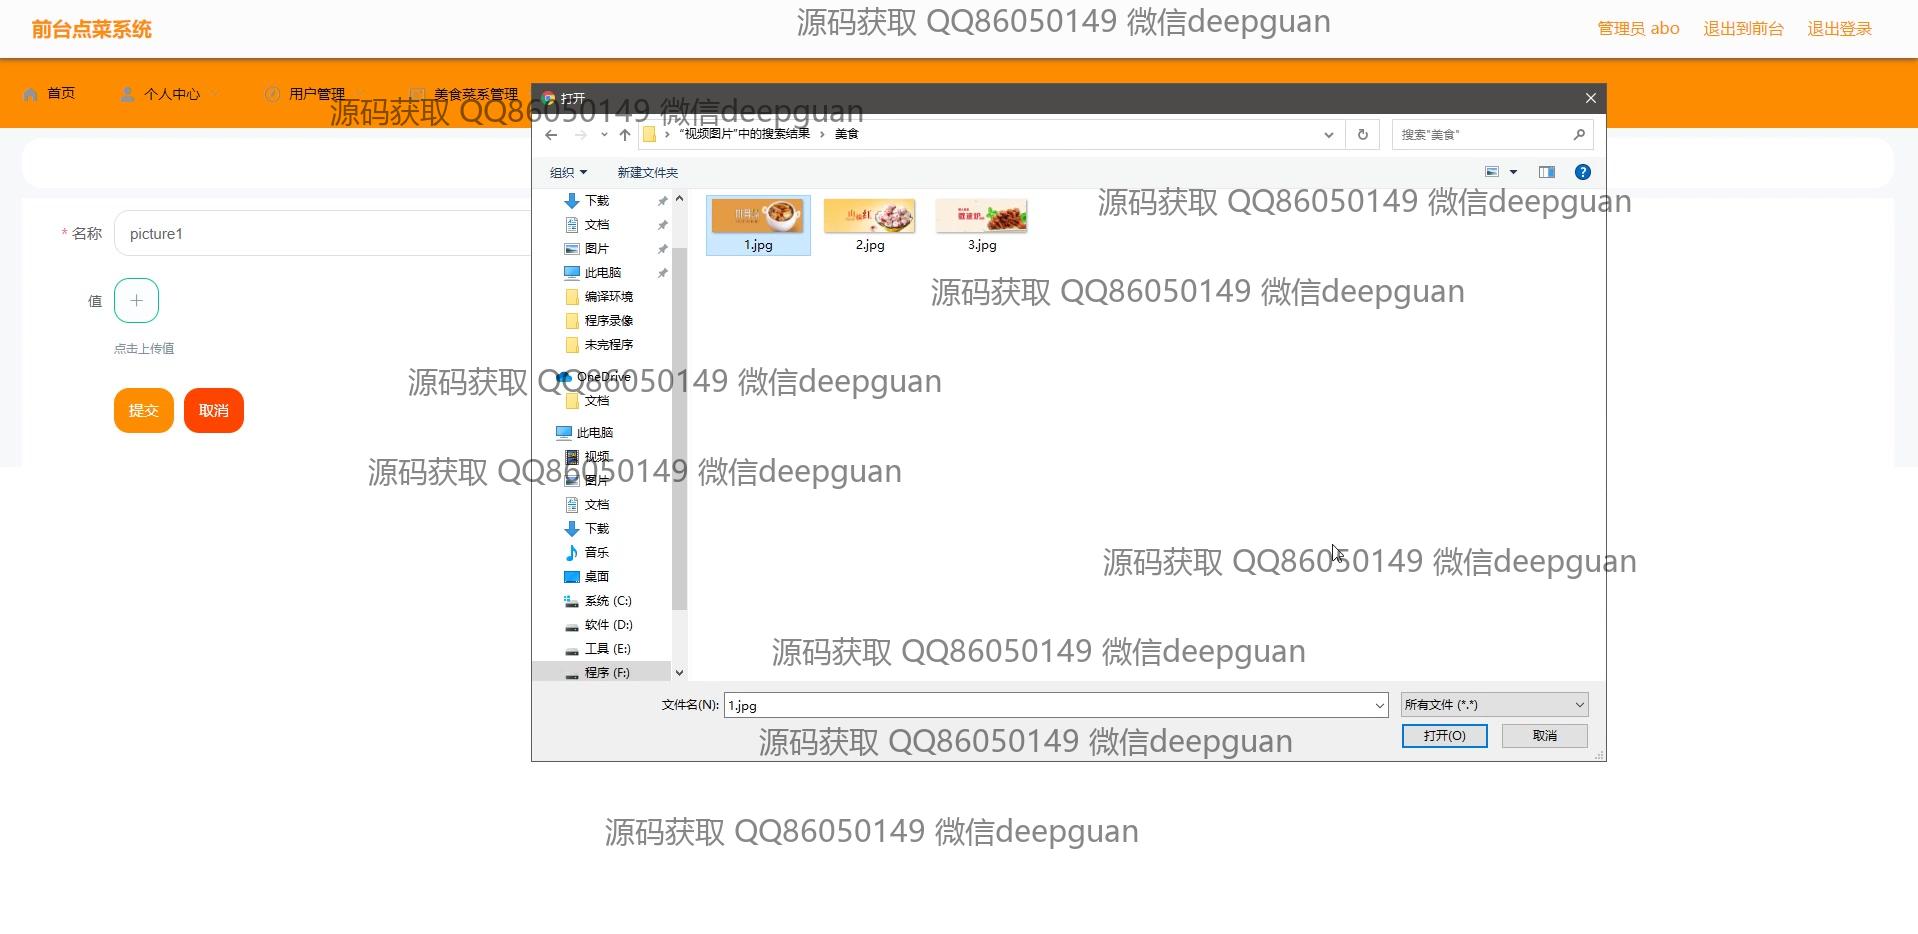 前台点菜系统
源码获取 QQ86050149 微信deepguan
管理员 abo
退出到前台
退出登录
首页
个人中心
用户管理
美食菜系管理
源码获取 QQ86050149 微信deepguan
打开
“视频图片”中的搜索结果
美食
搜索"美食"
组织
新建文件夹
* 名称
picture1
值
点击上传值
提交
取消
下载
文档
图片
此电脑
编译环境
程序录像
未完程序
OneDrive
文档
此电脑
视频
图片
文档
下载
音乐
桌面
系统 (C:)
软件 (D:)
工具 (E:)
程序 (F:)
1.jpg
2.jpg
3.jpg
源码获取 QQ86050149 微信deepguan
源码获取 QQ86050149 微信deepguan
源码获取 QQ86050149 微信deepguan
源码获取 QQ86050149 微信deepguan
源码获取 QQ86050149 微信deepguan
源码获取 QQ86050149 微信deepguan
文件名(N):
1.jpg
所有文件 (*.*)
源码获取 QQ86050149 微信deepguan
打开(O)
取消
源码获取 QQ86050149 微信deepguan